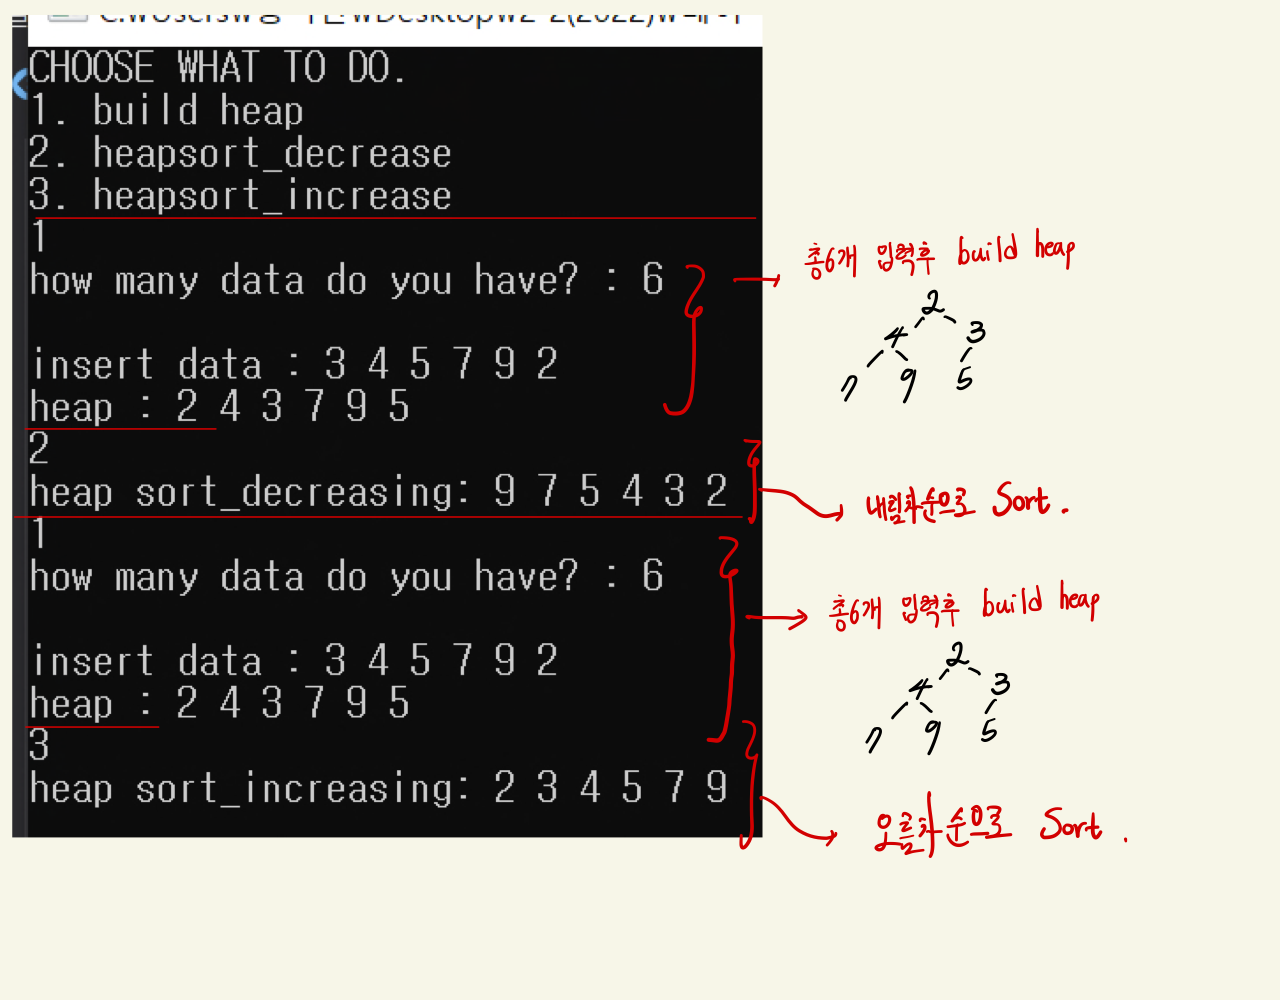 CHOOSE WHAT TO DO.
1. build heap
2. heapsort_decrease
3. heapsort_increase
1
how many data do you have? : 6
insert data : 3 4 5 7 9 2
heap : 2 4 3 7 9 5
총6개 입력후 build heap
2
4 3
7 9 5
2
heap sort_decreasing: 9 7 5 4 3 2
내림차순으로 Sort.
1
how many data do you have? : 6
insert data : 3 4 5 7 9 2
heap : 2 4 3 7 9 5
총6개 입력후 build heap
2
4 3
7 9 5
3
heap sort_increasing: 2 3 4 5 7 9
오름차순으로 Sort.